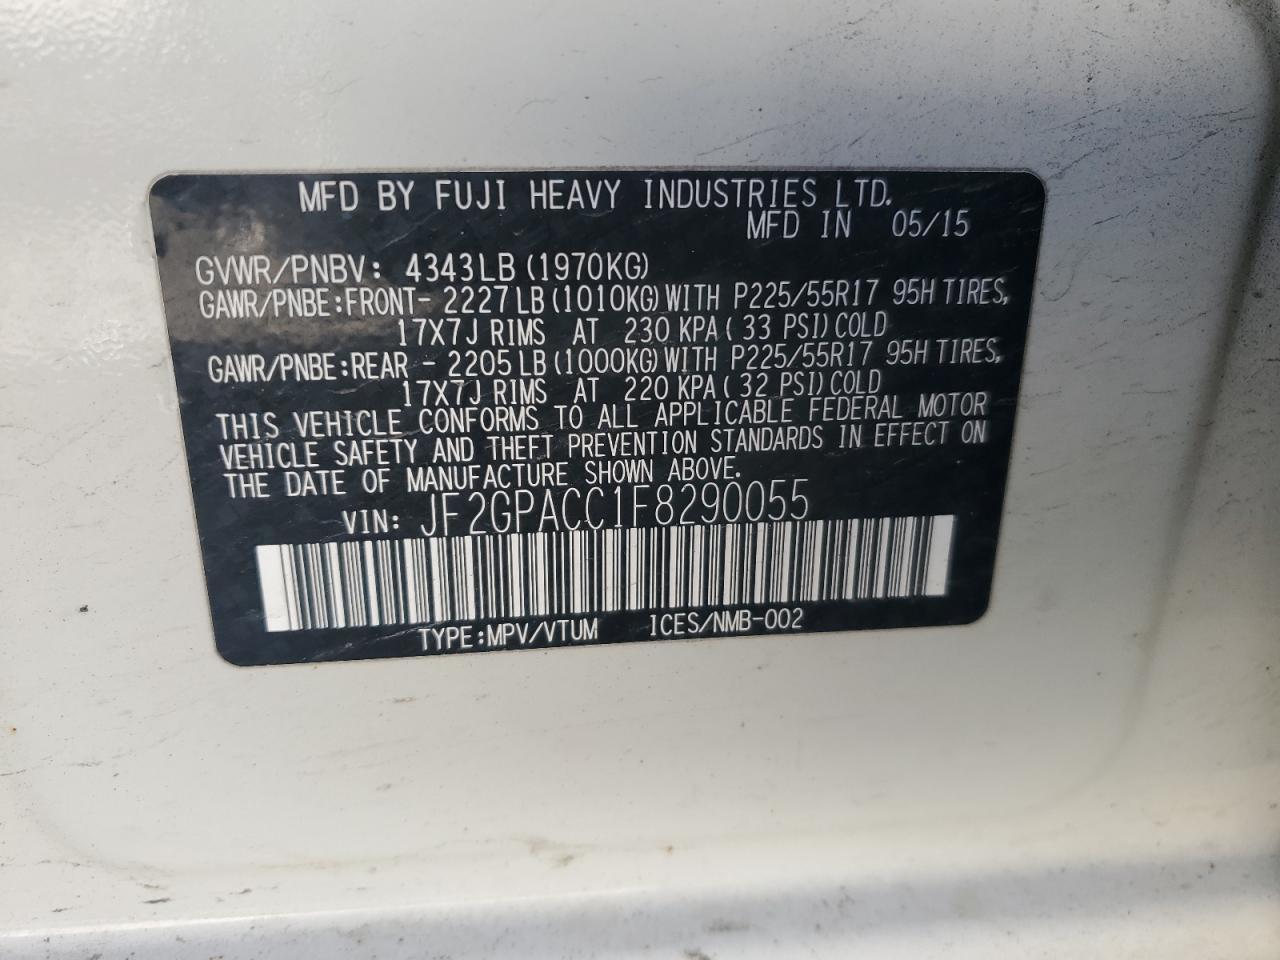 MFD BY FUJI HEAVY INDUSTRIES LTD.
MFD IN 05/15
GVWR/PNBV: 4343LB (1970KG)
GAWR/PNBE:FRONT- 2227LB (1010KG) WITH P225/55R17 95H TIRES,
17X7J RIMS AT 230 KPA ( 33 PSI) COLD
GAWR/PNBE:REAR - 2205LB (1000KG) WITH P225/55R17 95H TIRES,
17X7J RIMS AT 220 KPA ( 32 PSI) COLD
THIS VEHICLE CONFORMS TO ALL APPLICABLE FEDERAL MOTOR
VEHICLE SAFETY AND THEFT PREVENTION STANDARDS IN EFFECT ON
THE DATE OF MANUFACTURE SHOWN ABOVE.
VIN: JF2GPACC1F8290055
TYPE:MPV/VTUM ICES/NMB-002